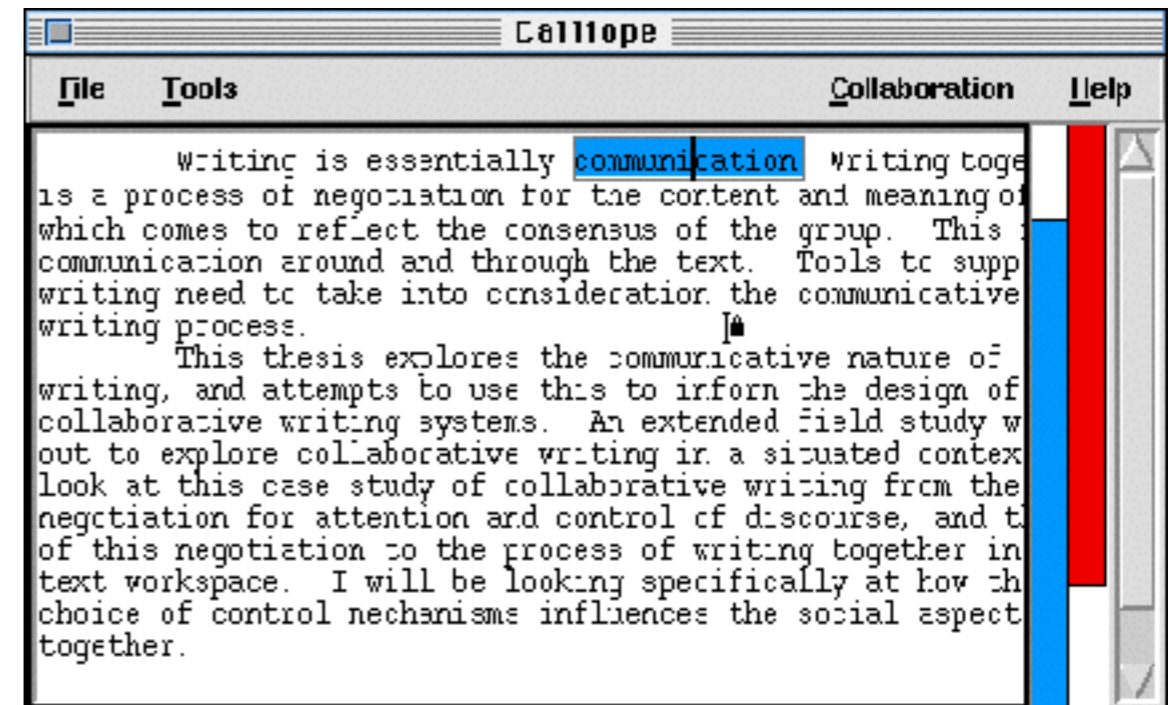 Calliope
File Tools Collaboration Help
Writing is essentially communication Writing toge
is a process of negotiation for the content and meaning of
which comes to reflect the consensus of the group. This
communication around and through the text. Tools to supp
writing need to take into consideration the communicative
writing process.
This thesis explores the communicative nature of
writing, and attempts to use this to inform the design of
collaborative writing systems. An extended field study w
out to explore collaborative writing in a situated contex
look at this case study of collaborative writing from the
negotiation for attention and control of discourse, and th
of this negotiation to the process of writing together in
text workspace. I will be looking specifically at how th
choice of control mechanisms influences the social aspect
together.